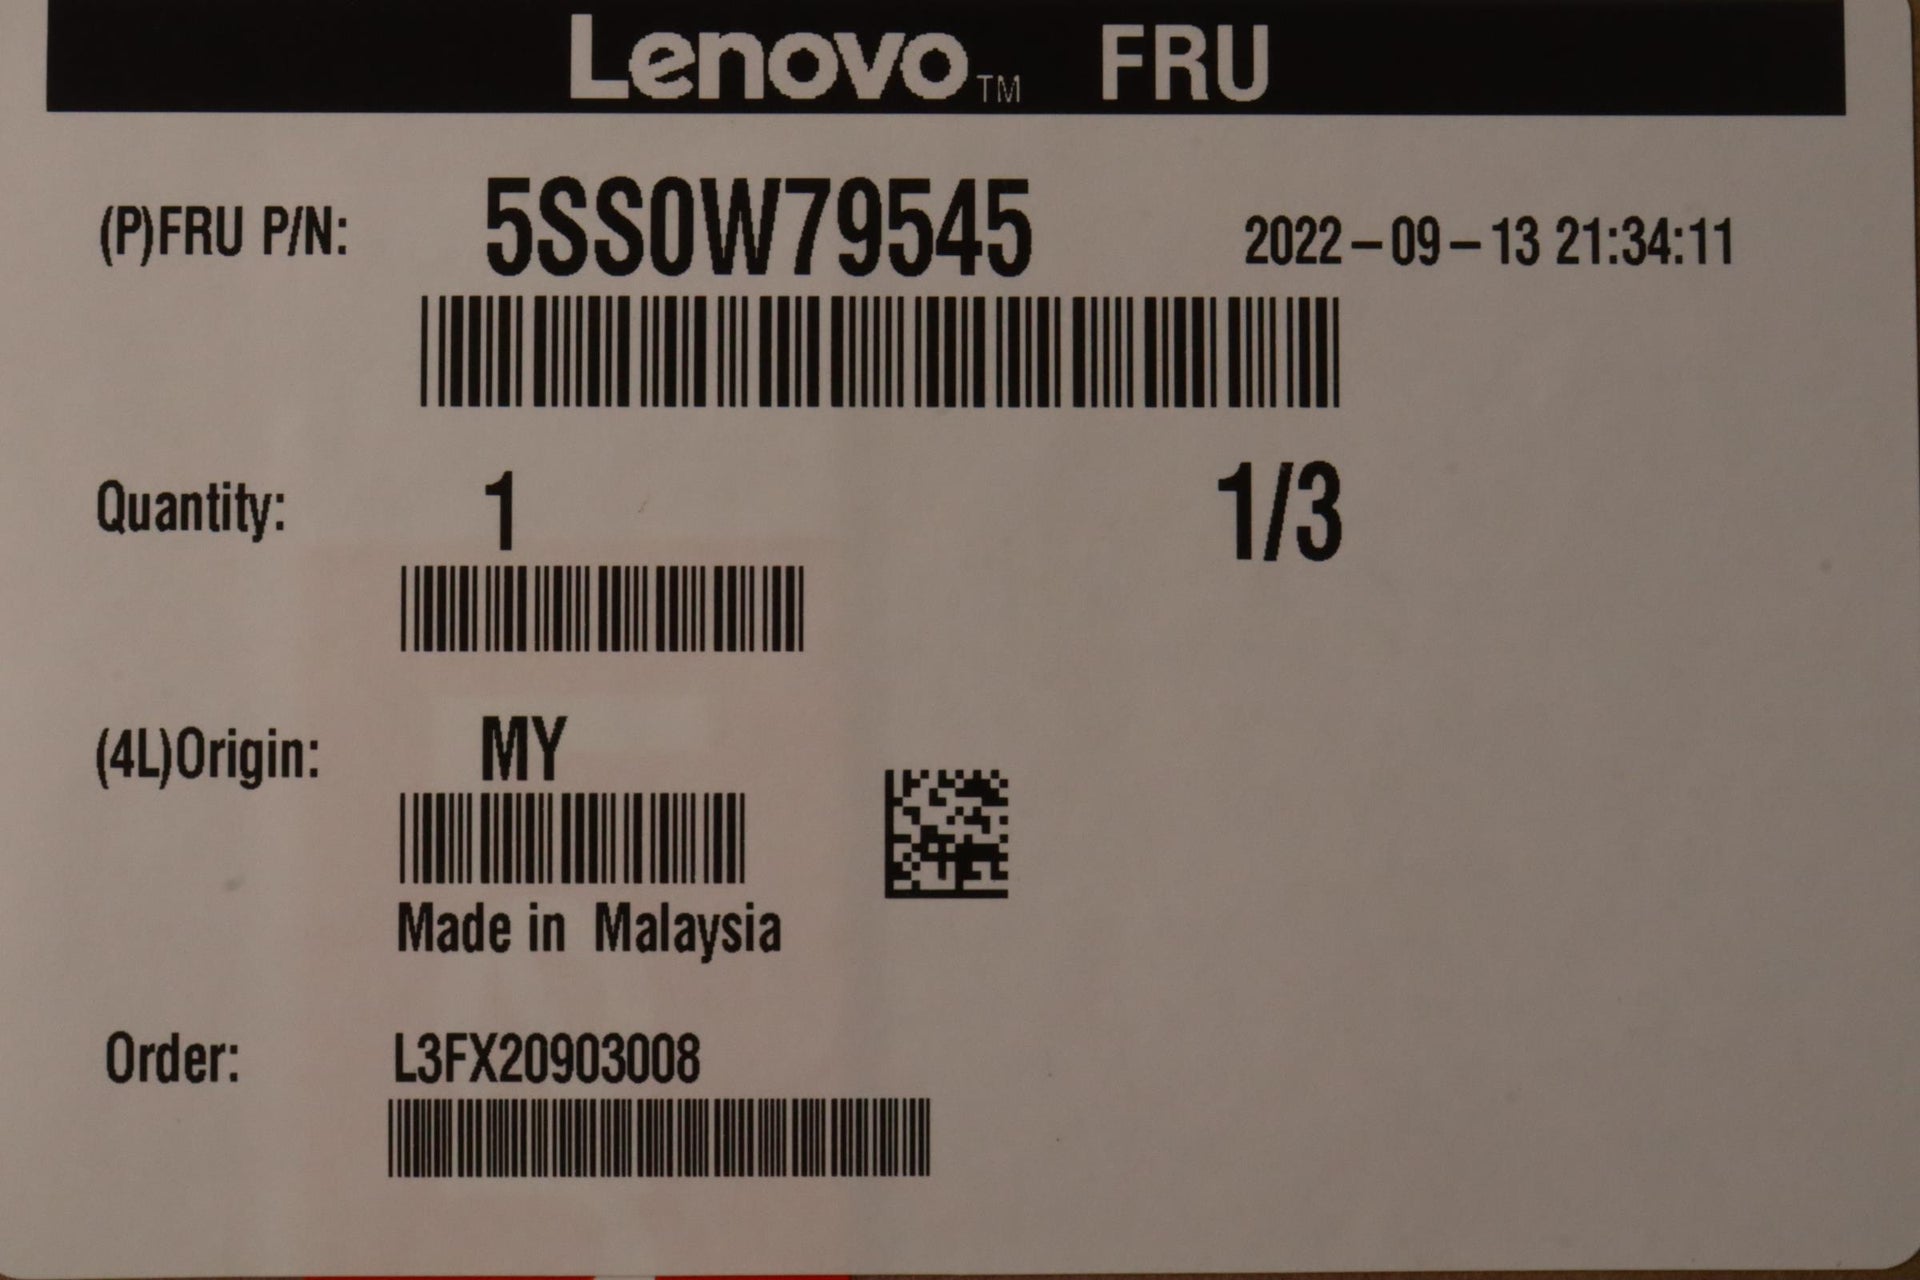 Lenovo™ FRU
(P)FRU P/N: 5SS0W79545 2022-09-13 21:34:11
Quantity: 1 1/3
(4L)Origin: MY
Made in Malaysia
Order: L3FX20903008